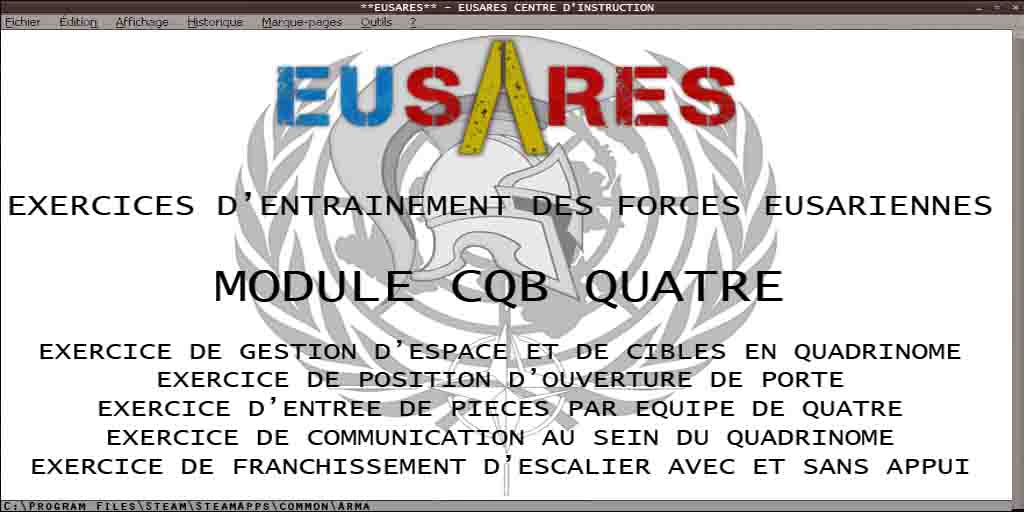 **EUSARES** - EUSARES CENTRE D'INSTRUCTION
Fichier Édition Affichage Historique Marque-pages Outils ?
EUSARES
EXERCICES D'ENTRAINEMENT DES FORCES EUSARIENNES
MODULE CQB QUATRE
EXERCICE DE GESTION D'ESPACE ET DE CIBLES EN QUADRINOME
EXERCICE DE POSITION D'OUVERTURE DE PORTE
EXERCICE D'ENTREE DE PIECES PAR EQUIPE DE QUATRE
EXERCICE DE COMMUNICATION AU SEIN DU QUADRINOME
EXERCICE DE FRANCHISSEMENT D'ESCALIER AVEC ET SANS APPUI
C:\Program Files\Steam\SteamApps\common\Arma